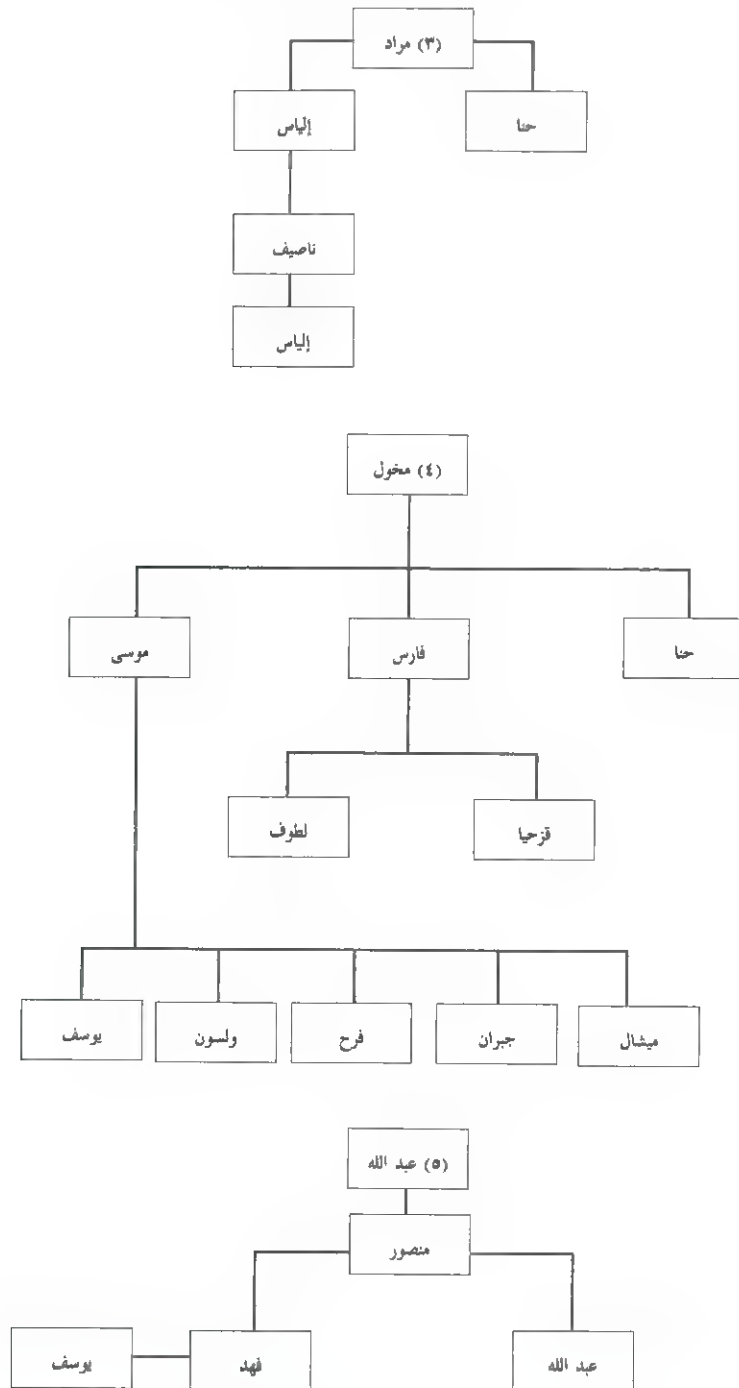 (٣) مراد
حنا
إلياس
ناصيف
إلياس
(٤) مخول
حنا
فارس
موسى
قزحيا
لطوف
ميشال
جبران
فرح
ولسون
يوسف
(٥) عبد الله
منصور
عبد الله
فهد
يوسف